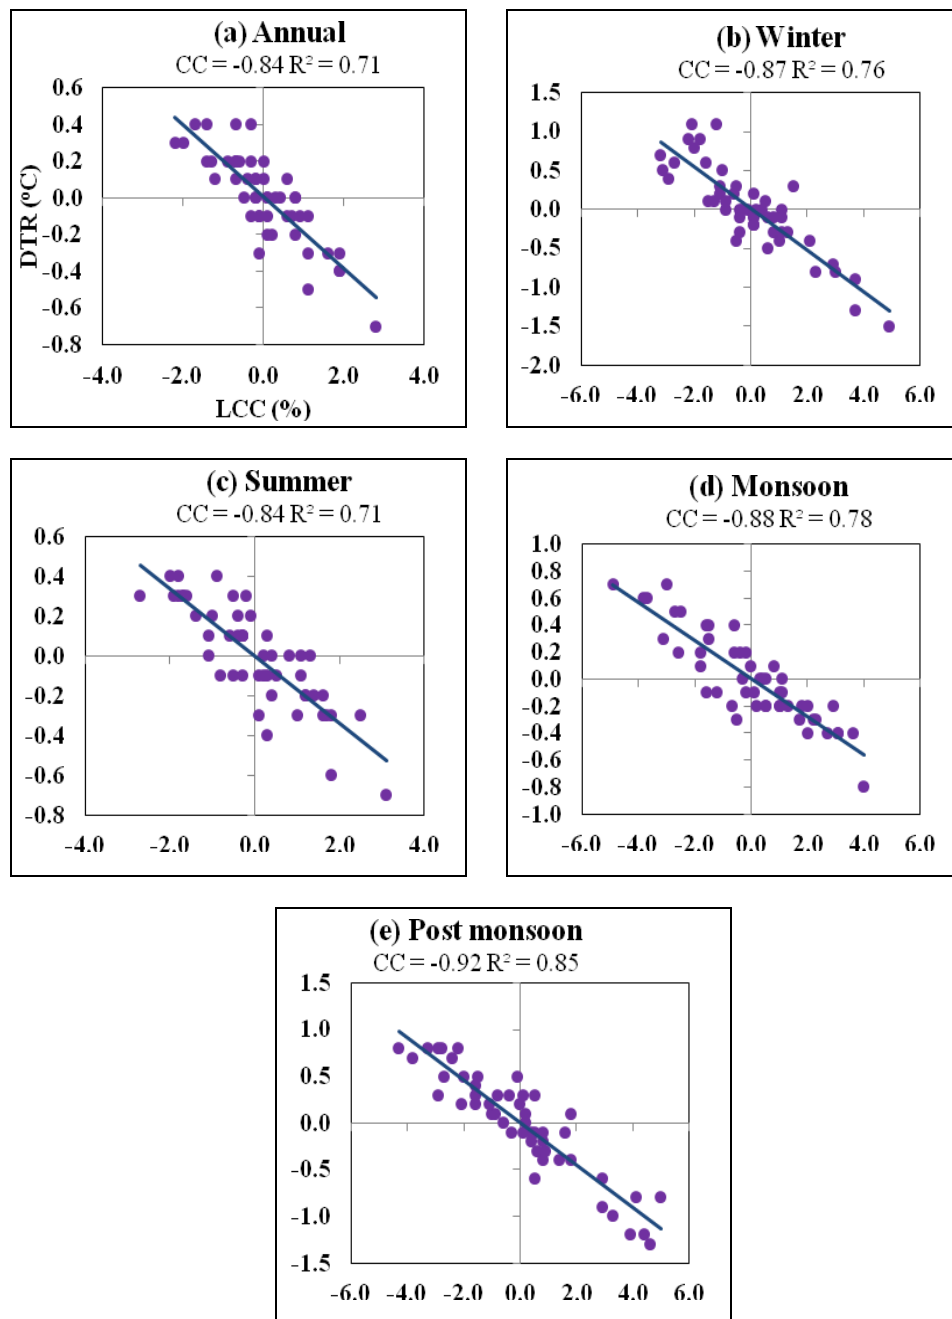 (a) Annual
CC = -0.84 R² = 0.71
0.6
0.4
0.2
0.0
-0.2
-0.4
-0.6
-0.8
DTR (ºC)
-4.0 -2.0 0.0 2.0 4.0
LCC (%)
(b) Winter
CC = -0.87 R² = 0.76
1.5
1.0
0.5
0.0
-0.5
-1.0
-1.5
-2.0
-6.0 -4.0 -2.0 0.0 2.0 4.0 6.0
(c) Summer
CC = -0.84 R² = 0.71
0.6
0.4
0.2
0.0
-0.2
-0.4
-0.6
-0.8
-4.0 -2.0 0.0 2.0 4.0
(d) Monsoon
CC = -0.88 R² = 0.78
1.0
0.8
0.6
0.4
0.2
0.0
-0.2
-0.4
-0.6
-0.8
-1.0
-6.0 -4.0 -2.0 0.0 2.0 4.0 6.0
(e) Post monsoon
CC = -0.92 R² = 0.85
1.5
1.0
0.5
0.0
-0.5
-1.0
-1.5
-6.0 -4.0 -2.0 0.0 2.0 4.0 6.0